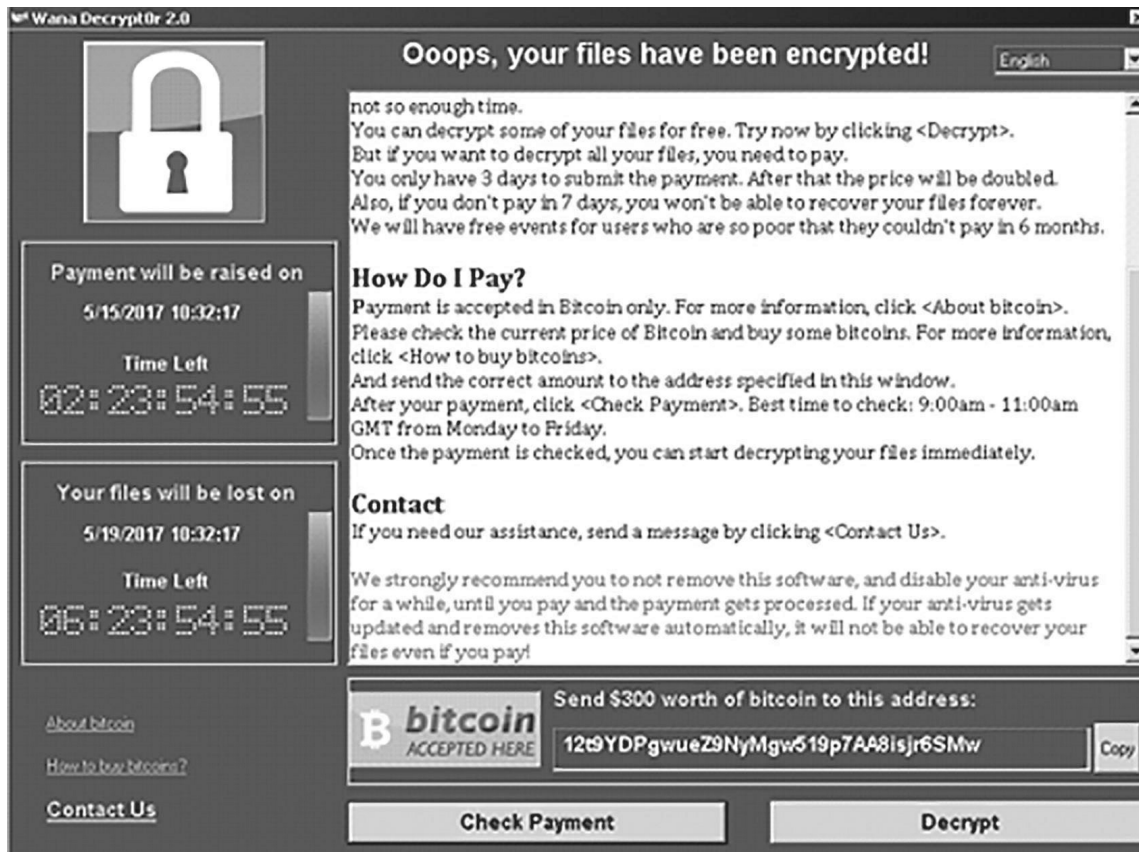 Wana Decrypt0r 2.0
Ooops, your files have been encrypted!
English
not so enough time.
You can decrypt some of your files for free. Try now by clicking <Decrypt>.
But if you want to decrypt all your files, you need to pay.
You only have 3 days to submit the payment. After that the price will be doubled.
Also, if you don't pay in 7 days, you won't be able to recover your files forever.
We will have free events for users who are so poor that they couldn't pay in 6 months.
How Do I Pay?
Payment is accepted in Bitcoin only. For more information, click <About bitcoin>.
Please check the current price of Bitcoin and buy some bitcoins. For more information,
click <How to buy bitcoins>.
And send the correct amount to the address specified in this window.
After your payment, click <Check Payment>. Best time to check: 9:00am - 11:00am
GMT from Monday to Friday.
Once the payment is checked, you can start decrypting your files immediately.
Contact
If you need our assistance, send a message by clicking <Contact Us>.
We strongly recommend you to not remove this software, and disable your anti-virus
for a while, until you pay and the payment gets processed. If your anti-virus gets
updated and removes this software automatically, it will not be able to recover your
files even if you pay!
Payment will be raised on
5/15/2017 10:32:17
Time Left
02:23:54:55
Your files will be lost on
5/19/2017 10:32:17
Time Left
06:23:54:55
About bitcoin
How to buy bitcoins?
Contact Us
bitcoin
ACCEPTED HERE
Send $300 worth of bitcoin to this address:
12t9YDPgwueZ9NyMgw519p7AA8isjr6SMw
Copy
Check Payment
Decrypt